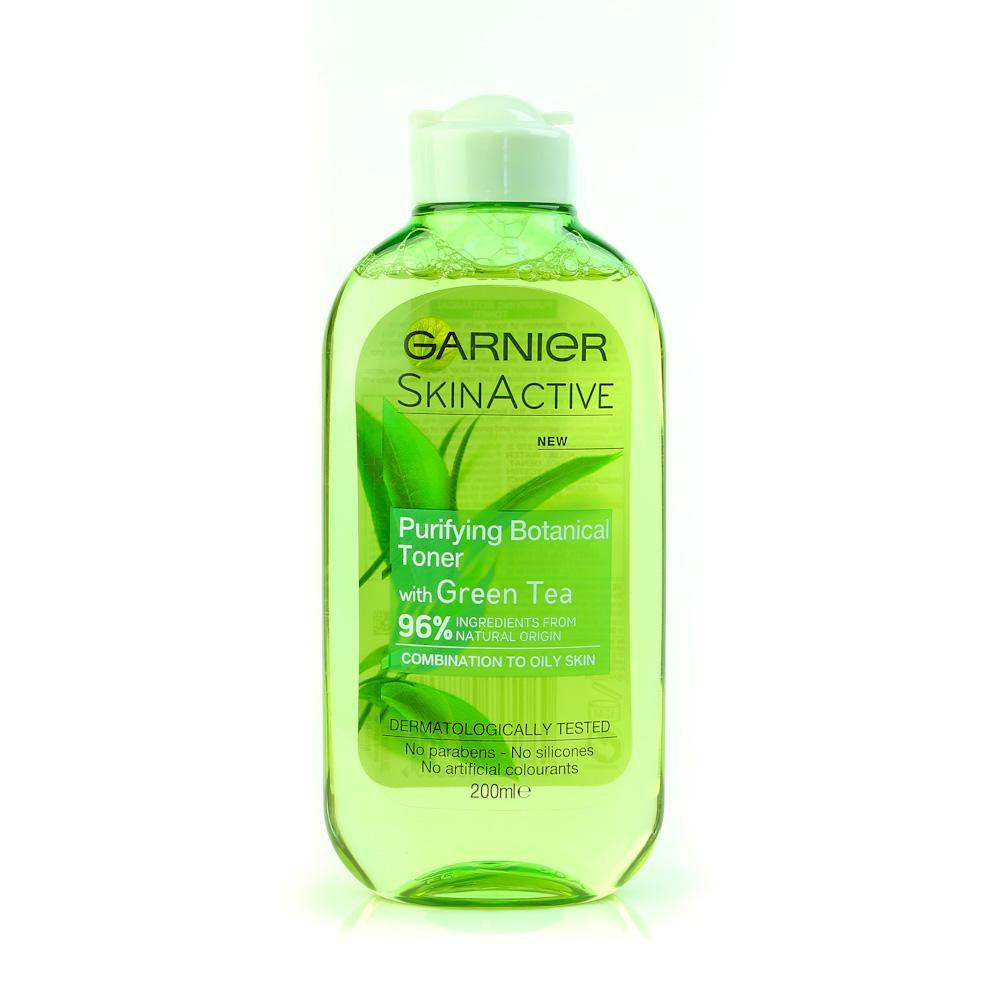 GARNIER
SKINACTIVE
NEW
Purifying Botanical
Toner
with Green Tea
96% INGREDIENTS FROM
NATURAL ORIGIN
COMBINATION TO OILY SKIN
DERMATOLOGICALLY TESTED
No parabens - No silicones
No artificial colourants
200ml℮